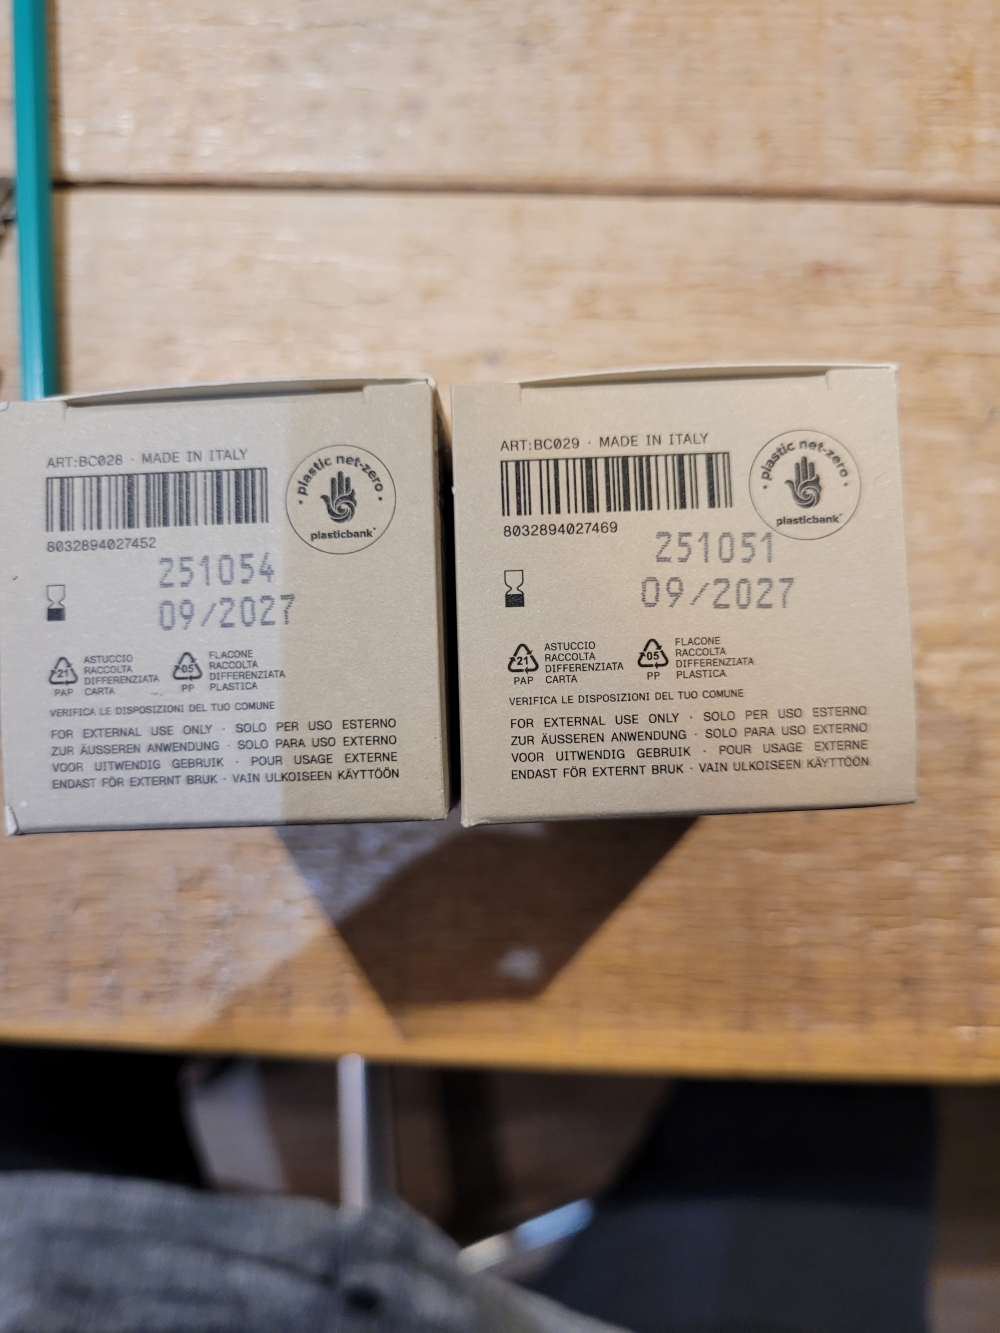 ART:BC028 · MADE IN ITALY
• plastic net-zero •
plasticbank
8032894027452
251054
09/2027
21
PAP
ASTUCCIO
RACCOLTA
DIFFERENZIATA
CARTA
05
PP
FLACONE
RACCOLTA
DIFFERENZIATA
PLASTICA
VERIFICA LE DISPOSIZIONI DEL TUO COMUNE
FOR EXTERNAL USE ONLY · SOLO PER USO ESTERNO
ZUR ÄUSSEREN ANWENDUNG · SOLO PARA USO EXTERNO
VOOR UITWENDIG GEBRUIK · POUR USAGE EXTERNE
ENDAST FÖR EXTERNT BRUK · VAIN ULKOISEEN KÄYTTÖÖN
ART:BC029 · MADE IN ITALY
• plastic net-zero •
plasticbank
8032894027469
251051
09/2027
21
PAP
ASTUCCIO
RACCOLTA
DIFFERENZIATA
CARTA
05
PP
FLACONE
RACCOLTA
DIFFERENZIATA
PLASTICA
VERIFICA LE DISPOSIZIONI DEL TUO COMUNE
FOR EXTERNAL USE ONLY · SOLO PER USO ESTERNO
ZUR ÄUSSEREN ANWENDUNG · SOLO PARA USO EXTERNO
VOOR UITWENDIG GEBRUIK · POUR USAGE EXTERNE
ENDAST FÖR EXTERNT BRUK · VAIN ULKOISEEN KÄYTTÖÖN